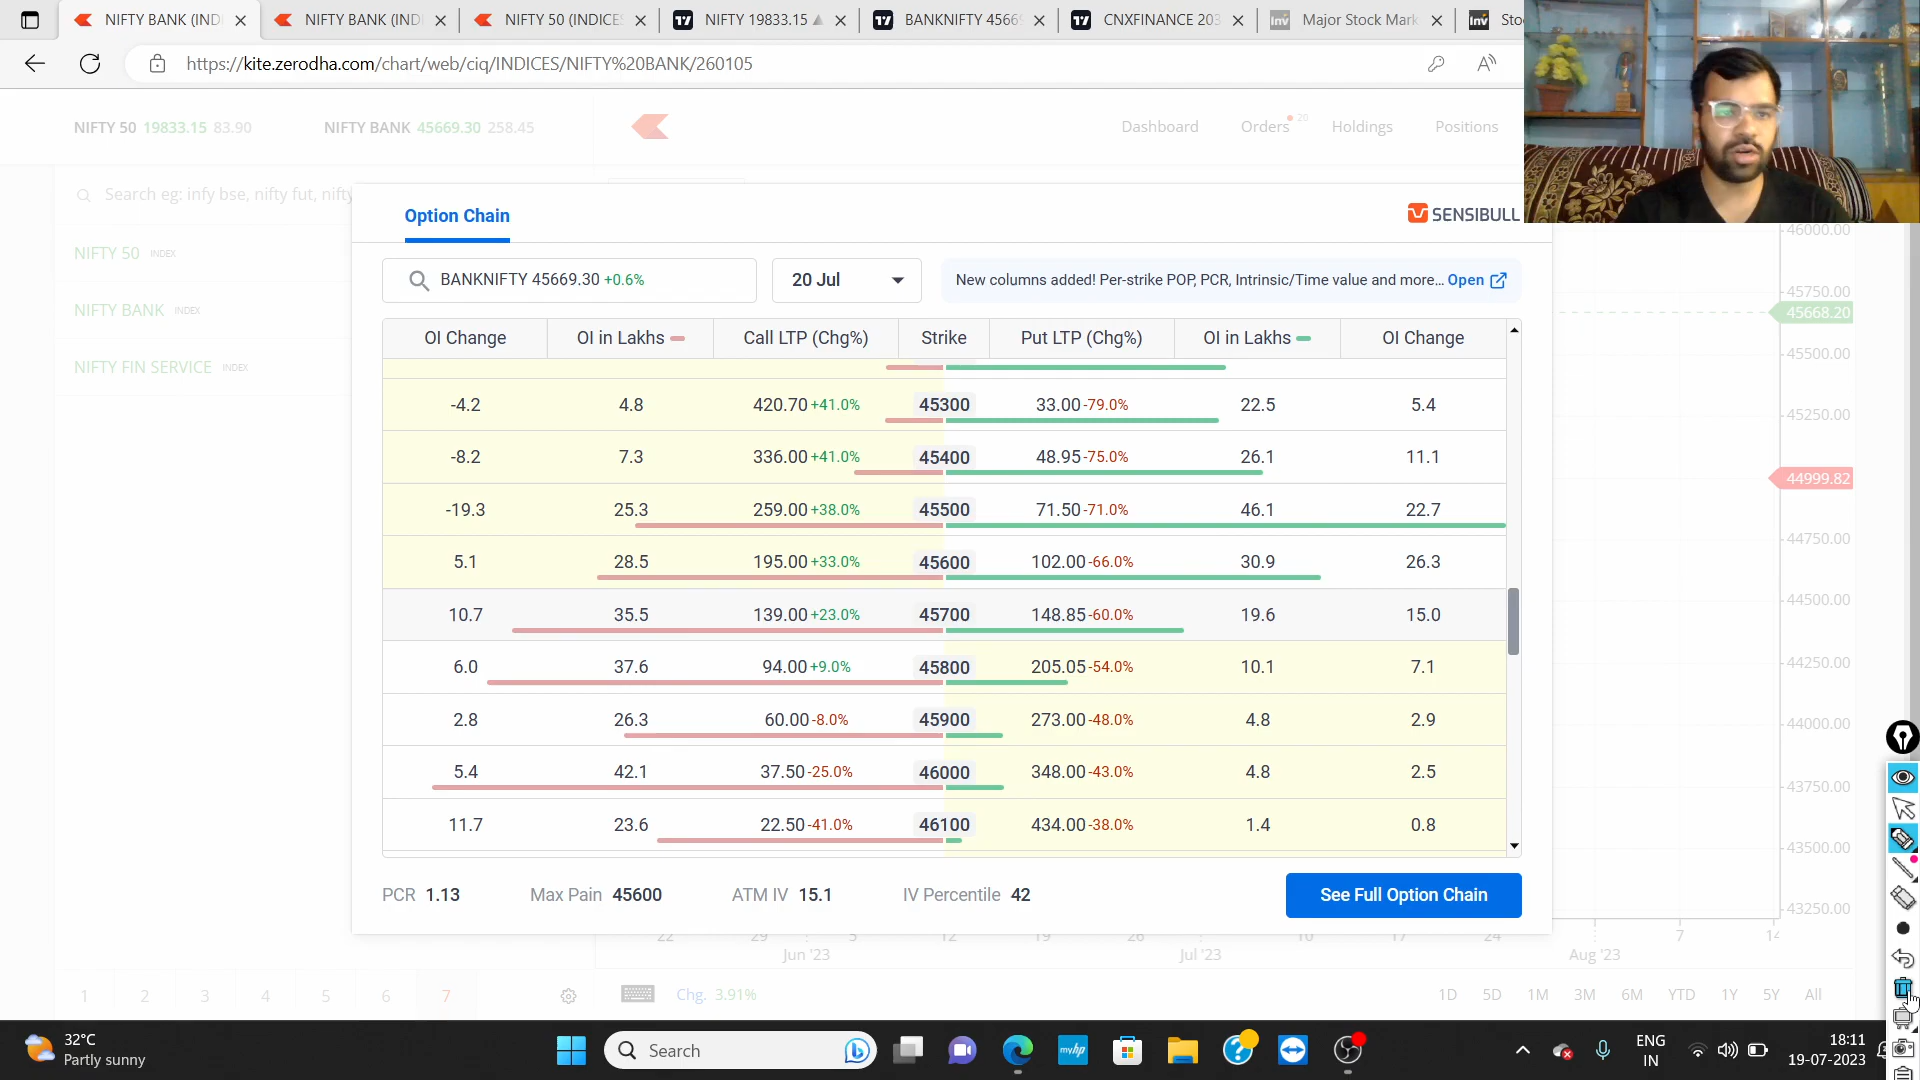 NIFTY BANK (IND
NIFTY BANK (IND
NIFTY 50 (INDICES
NIFTY 19833.15
BANKNIFTY 4566
CNXFINANCE 203
Major Stock Mark
Sto
https://kite.zerodha.com/chart/web/ciq/INDICES/NIFTY%20BANK/260105
NIFTY 50 19833.15 83.90
NIFTY BANK 45669.30 258.45
Dashboard
Orders 20
Holdings
Positions
Search eg: infy bse, nifty fut, nifty
NIFTY 50 INDEX
NIFTY BANK INDEX
NIFTY FIN SERVICE INDEX
Option Chain
SENSIBULL
BANKNIFTY 45669.30 +0.6%
20 Jul
New columns added! Per-strike POP, PCR, Intrinsic/Time value and more... Open
OI Change OI in Lakhs Call LTP (Chg%) Strike Put LTP (Chg%) OI in Lakhs OI Change
-4.2 4.8 420.70 +41.0% 45300 33.00 -79.0% 22.5 5.4
-8.2 7.3 336.00 +41.0% 45400 48.95 -75.0% 26.1 11.1
-19.3 25.3 259.00 +38.0% 45500 71.50 -71.0% 46.1 22.7
5.1 28.5 195.00 +33.0% 45600 102.00 -66.0% 30.9 26.3
10.7 35.5 139.00 +23.0% 45700 148.85 -60.0% 19.6 15.0
6.0 37.6 94.00 +9.0% 45800 205.05 -54.0% 10.1 7.1
2.8 26.3 60.00 -8.0% 45900 273.00 -48.0% 4.8 2.9
5.4 42.1 37.50 -25.0% 46000 348.00 -43.0% 4.8 2.5
11.7 23.6 22.50 -41.0% 46100 434.00 -38.0% 1.4 0.8
PCR 1.13 Max Pain 45600 ATM IV 15.1 IV Percentile 42
See Full Option Chain
46000.00
45750.00
45668.20
45500.00
45250.00
44999.82
44750.00
44500.00
44250.00
44000.00
43750.00
43500.00
43250.00
22 29 5 12 19 26 10 17 24 7 14
Jun '23 Jul '23 Aug '23
1 2 3 4 5 6 7
Chg. 3.91%
1D 5D 1M 3M 6M YTD 1Y 5Y All
32°C
Partly sunny
Search
myhp
ENG
IN
18:11
19-07-2023